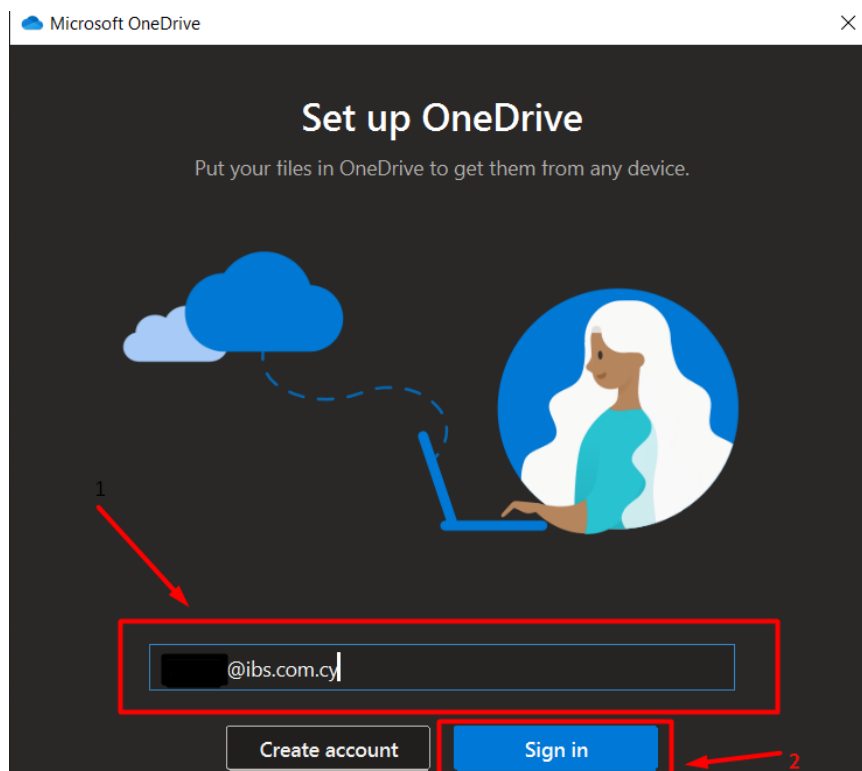 Microsoft OneDrive
Set up OneDrive
Put your files in OneDrive to get them from any device.
1
@ibs.com.cy
Create account
Sign in
2